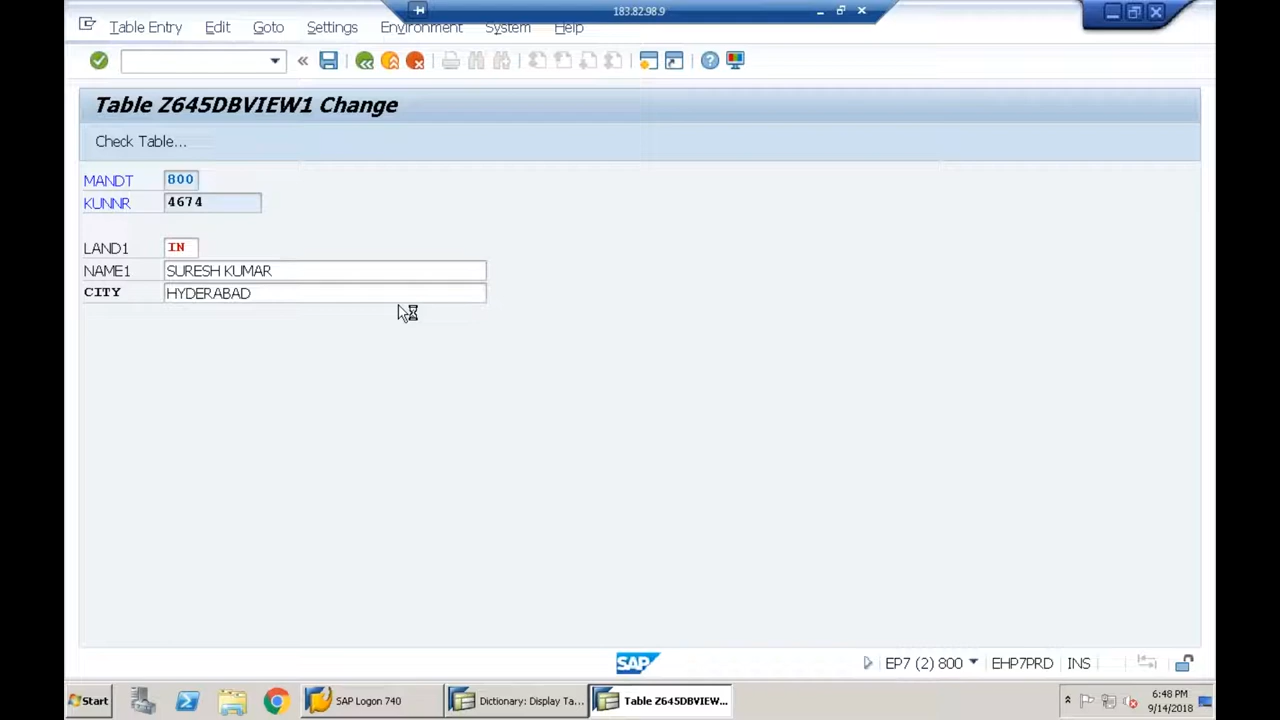 183.82.98.9
Table Entry Edit Goto Settings Environment System Help
Table Z645DBVIEW1 Change
Check Table...
MANDT 800
KUNNR 4674
LAND1 IN
NAME1 SURESH KUMAR
CITY HYDERABAD
SAP
EP7 (2) 800 EHP7PRD INS
Start SAP Logon 740 Dictionary: Display Ta... Table Z645DBVIEW... 6:48 PM
9/14/2018